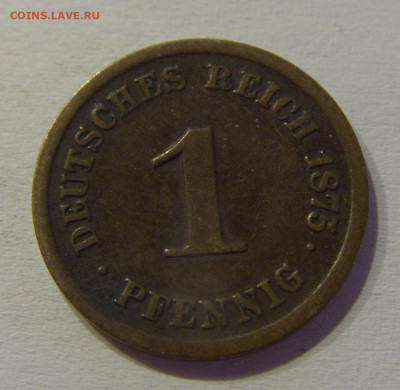 COINS.LAVE.RU
DEUTSCHES REICH 1875.
1
· PFENNIG